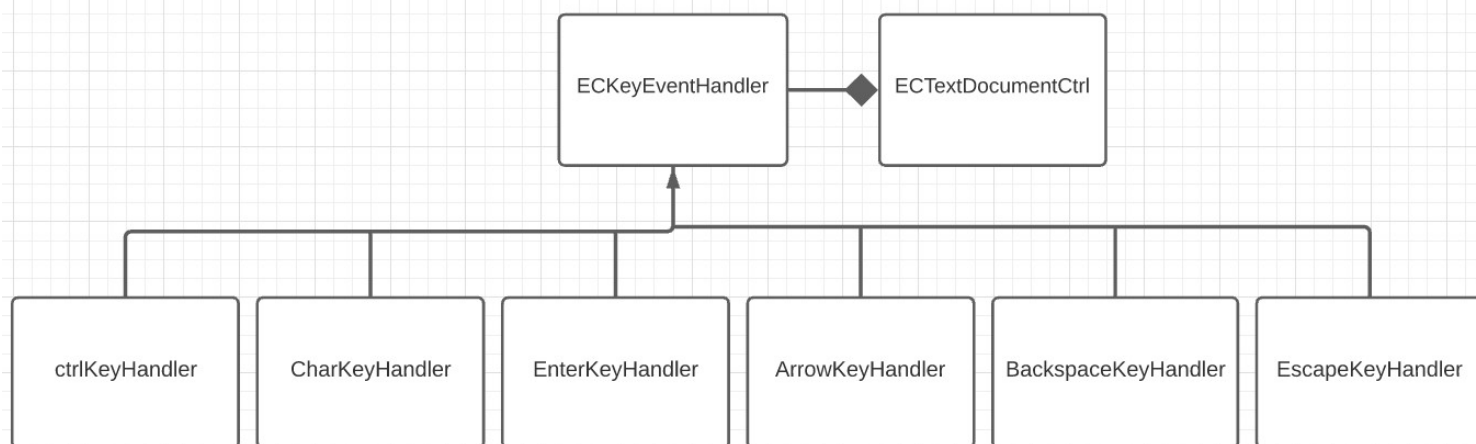 ECKeyEventHandler
ECTextDocumentCtrl
ctrlKeyHandler
CharKeyHandler
EnterKeyHandler
ArrowKeyHandler
BackspaceKeyHandler
EscapeKeyHandler